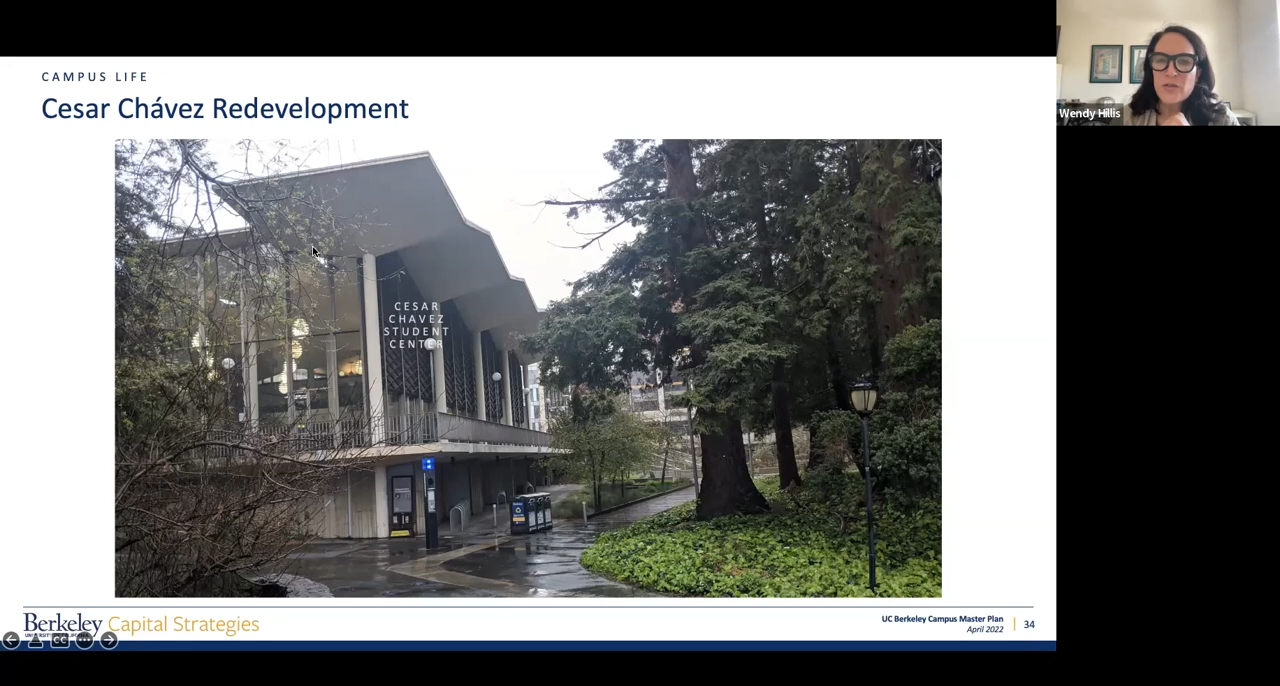 CAMPUS LIFE
Cesar Chávez Redevelopment
CESAR
CHAVEZ
STUDENT
CENTER
Berkeley Capital Strategies
UC Berkeley Campus Master Plan
April 2022
34
CC
Wendy Hillis